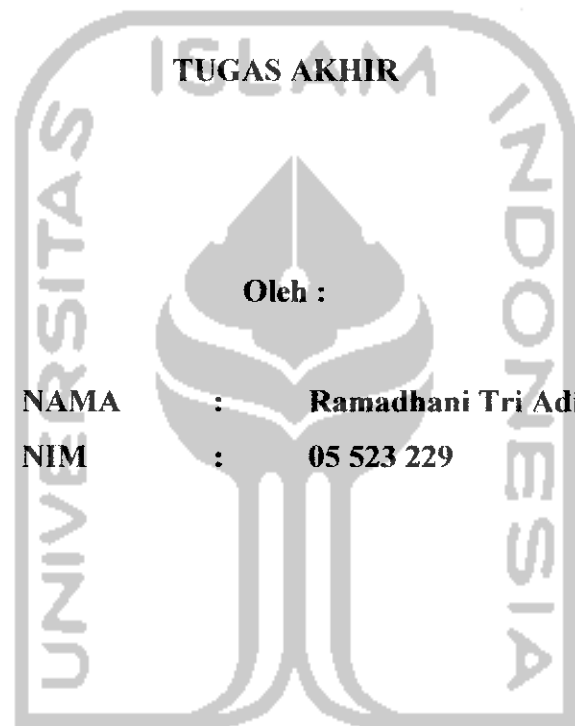 TUGAS AKHIR
Oleh :
NAMA : Ramadhani Tri Adi
NIM : 05 523 229
UNIVERSITAS
ISLAM
INDONESIA